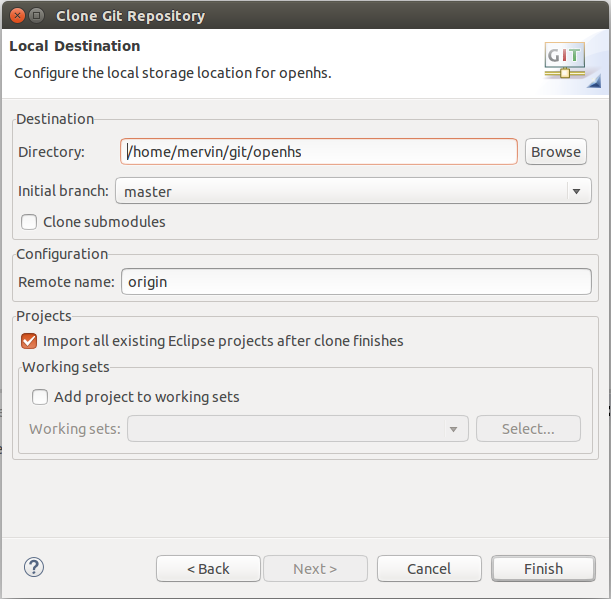 Clone Git Repository
Local Destination
Configure the local storage location for openhs.
GIT
Destination
Directory: /home/mervin/git/openhs Browse
Initial branch: master
Clone submodules
Configuration
Remote name: origin
Projects
Import all existing Eclipse projects after clone finishes
Working sets
Add project to working sets
Working sets: Select...
? < Back Next > Cancel Finish